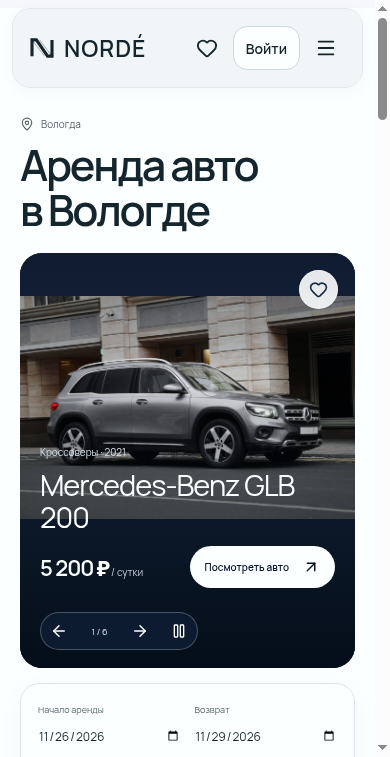 NORDÉ
Войти
Вологда
Аренда авто
в Вологде
Кроссоверы · 2021
Mercedes-Benz GLB
200
5 200 ₽ / сутки
Посмотреть авто
1 / 6
Начало аренды
Возврат
11/26/2026
11/29/2026